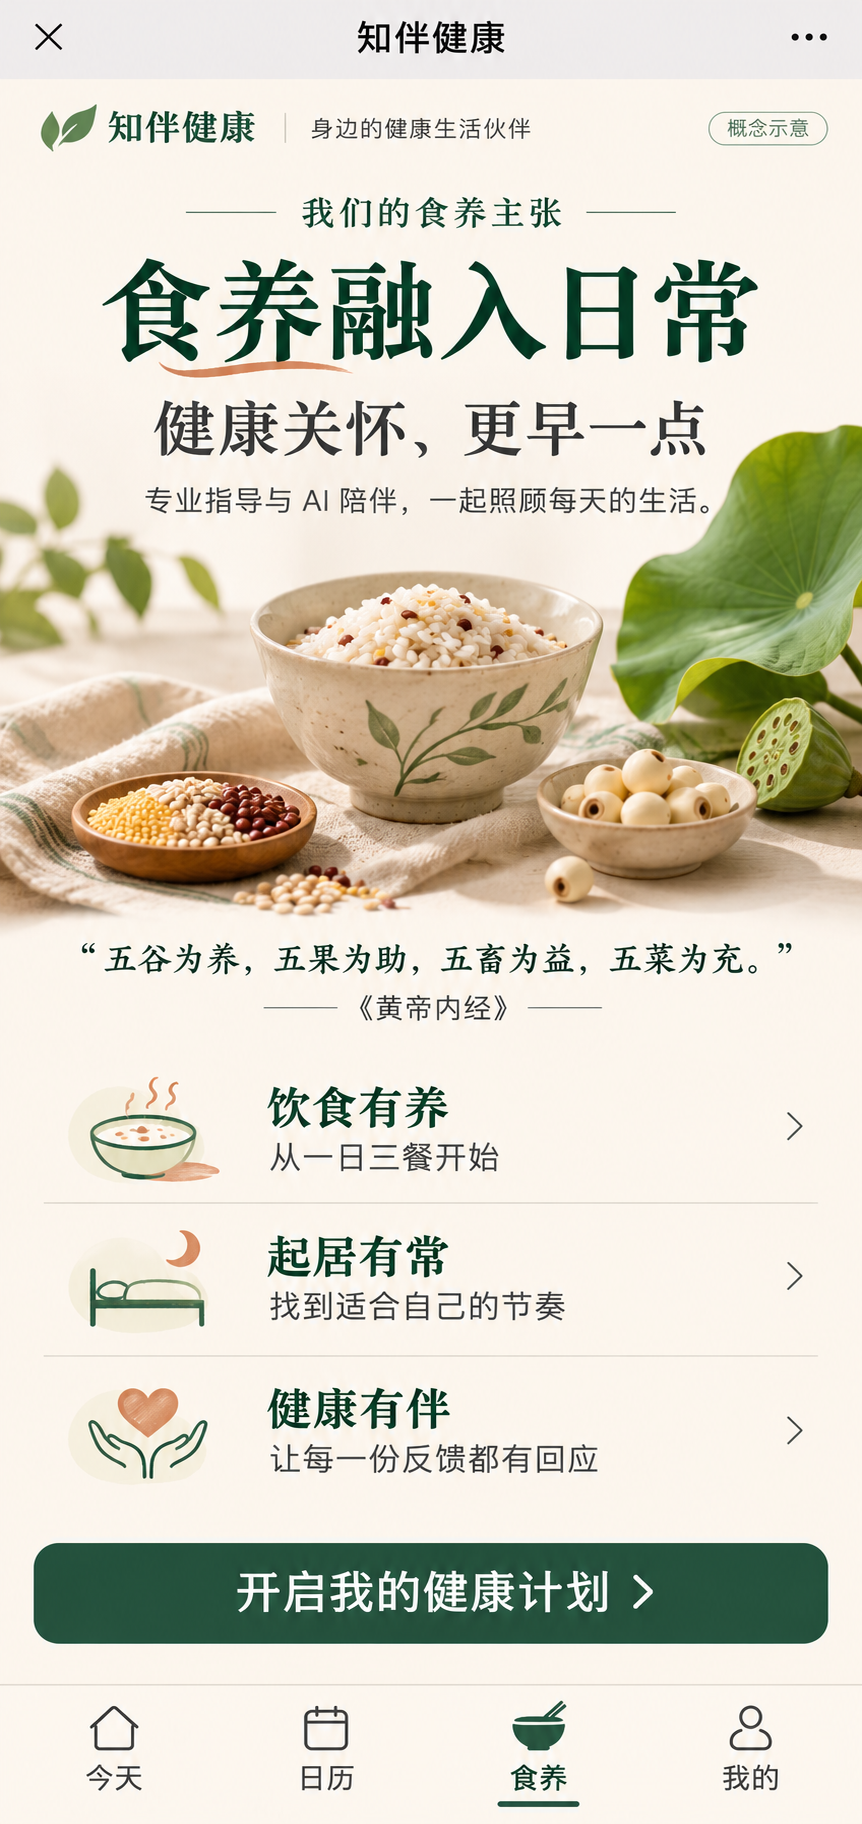 知伴健康
知伴健康
身边的健康生活伙伴
概念示意
我们的食养主张
食养融入日常
健康关怀、更早一点
专业指导与 AI 陪伴，一起照顾每天的生活。
“五谷为养，五果为助，五畜为益，五菜为充。”
《黄帝内经》
饮食有养
从一日三餐开始
起居有常
找到适合自己的节奏
健康有伴
让每一份反馈都有回应
开启我的健康计划
今天
日历
食养
我的